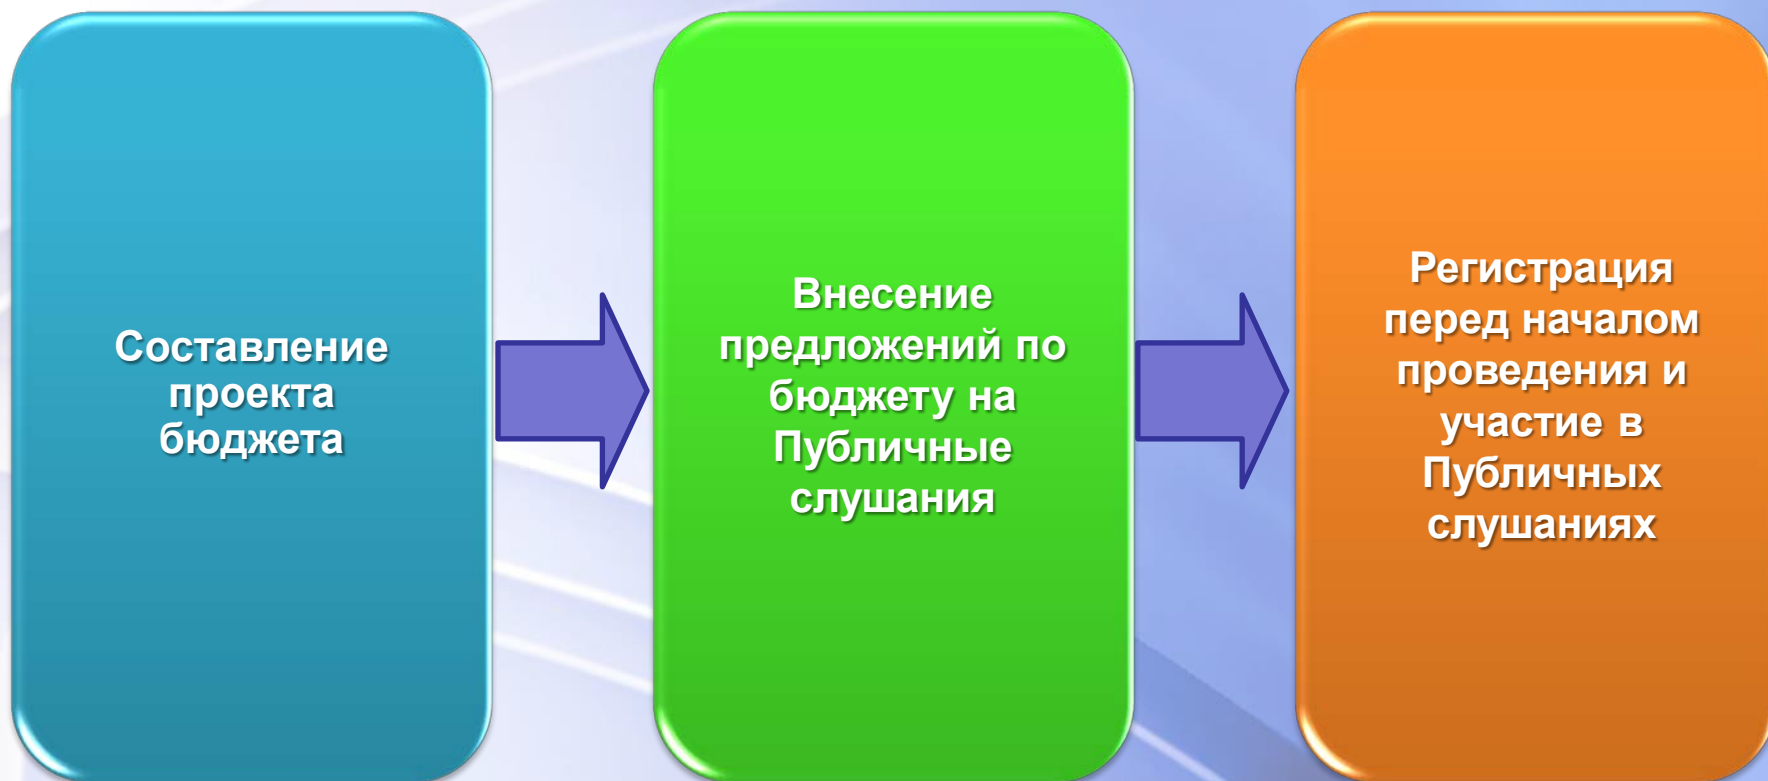 Составление
проекта
бюджета
Внесение
предложений по
бюджету на
Публичные
слушания
Регистрация
перед началом
проведения и
участие в
Публичных
слушаниях